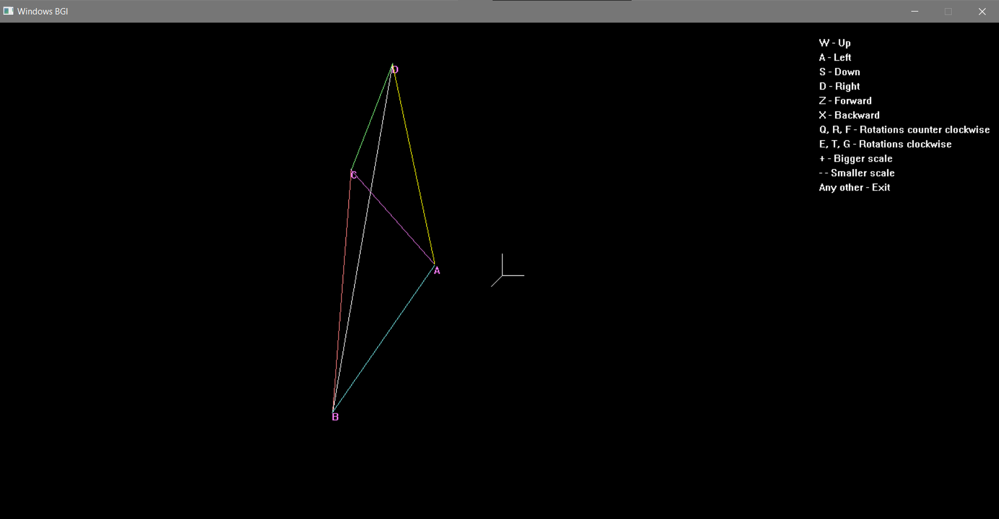 Windows BGI
W - Up
A - Left
S - Down
D - Right
Z - Forward
X - Backward
Q, R, F - Rotations counter clockwise
E, T, G - Rotations clockwise
+ - Bigger scale
- - Smaller scale
Any other - Exit
D
C
A
B